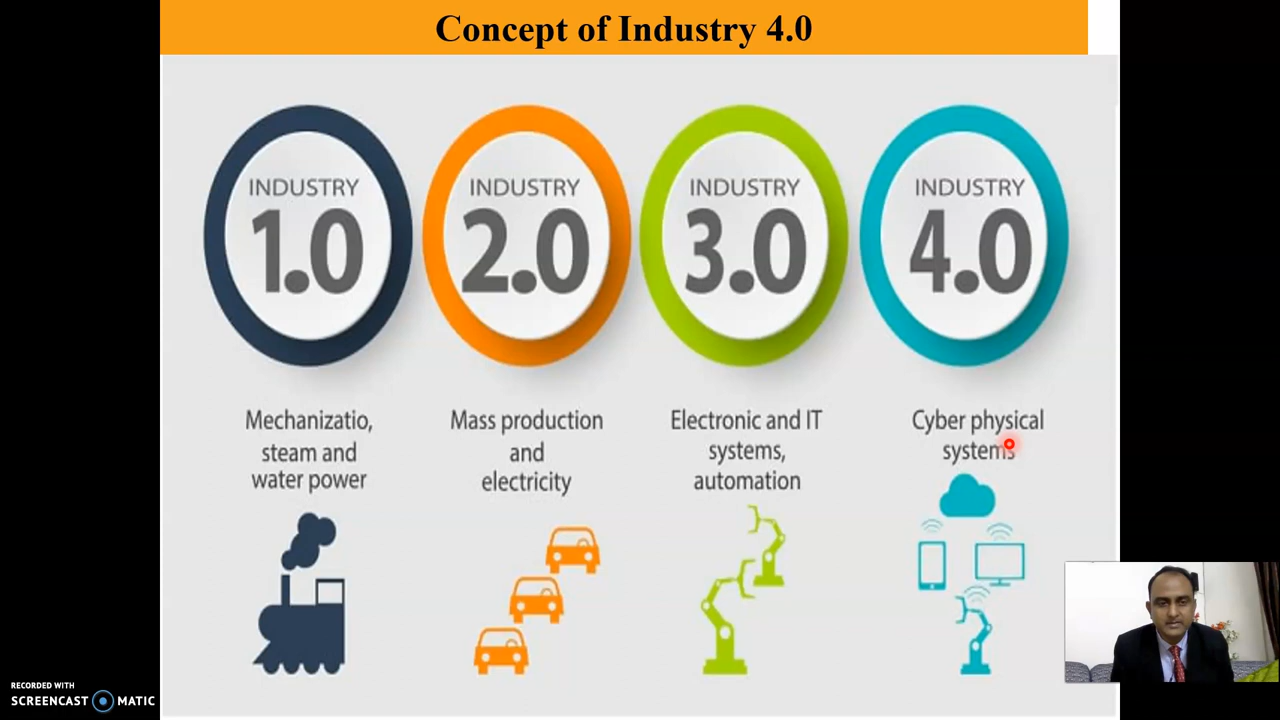 Concept of Industry 4.0
INDUSTRY
1.0
INDUSTRY
2.0
INDUSTRY
3.0
INDUSTRY
4.0
Mechanizatio,
steam and
water power
Mass production
and
electricity
Electronic and IT
systems,
automation
Cyber physical
systems
RECORDED WITH
SCREENCAST MATIC